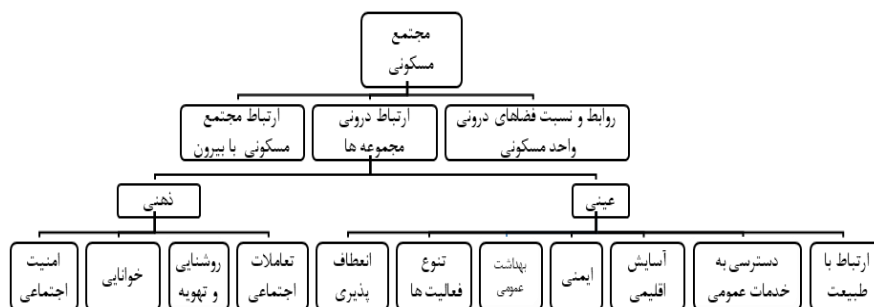 مجتمع
مسکونی
روابط و نسبت فضاهای درونی
واحد مسکونی
ارتباط درونی
مجموعه ها
ارتباط مجتمع
مسکونی با بیرون
عینی
ذهنی
ارتباط با
طبیعت
دسترسی به
خدمات عمومی
آسایش
اقلیمی
ایمنی
بهداشت
عمومی
تنوع
فعالیت ها
انعطاف
پذیری
تعاملات
اجتماعی
روشنایی
و تهویه
خوانایی
امنیت
اجتماعی